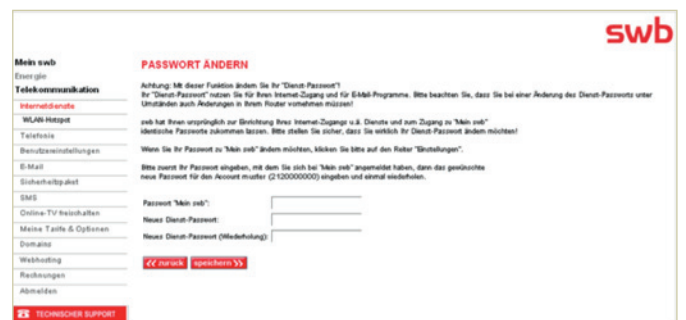 swb
Mein swb
Energie
Telekommunikation
Internetdienste
WLAN-Hotspot
Telefonie
Benutzereinstellungen
E-Mail
Sicherheitspaket
SMS
Online-TV freischalten
Meine Tarife & Optionen
Domains
Webhosting
Rechnungen
Abmelden
TECHNISCHER SUPPORT
PASSWORT ÄNDERN
Achtung: Mit dieser Funktion ändern Sie Ihr "Dienst-Passwort"!
Ihr "Dienst-Passwort" nutzen Sie für Ihren Internet-Zugang und für E-Mail-Programme. Bitte beachten Sie, dass Sie bei einer Änderung des Dienst-Passworts unter
Umständen auch Änderungen in Ihrem Router vornehmen müssen!
swb hat Ihnen ursprünglich zur Einrichtung Ihres Internet-Zugangs u.ä. Dienste und zum Zugang zu "Mein swb"
identische Passworte zukommen lassen. Bitte stellen Sie sicher, dass Sie wirklich Ihr Dienst-Passwort ändern möchten!
Wenn Sie Ihr Passwort zu "Mein swb" ändern möchten, klicken Sie bitte auf den Reiter "Einstellungen".
Bitte zuerst Ihr Passwort eingeben, mit dem Sie sich bei "Mein swb" angemeldet haben, dann das gewünschte
neue Passwort für den Account muster (2120000000) eingeben und einmal wiederholen.
Passwort "Mein swb":
Neues Dienst-Passwort:
Neues Dienst-Passwort (Wiederholung):
<< zurück speichern >>